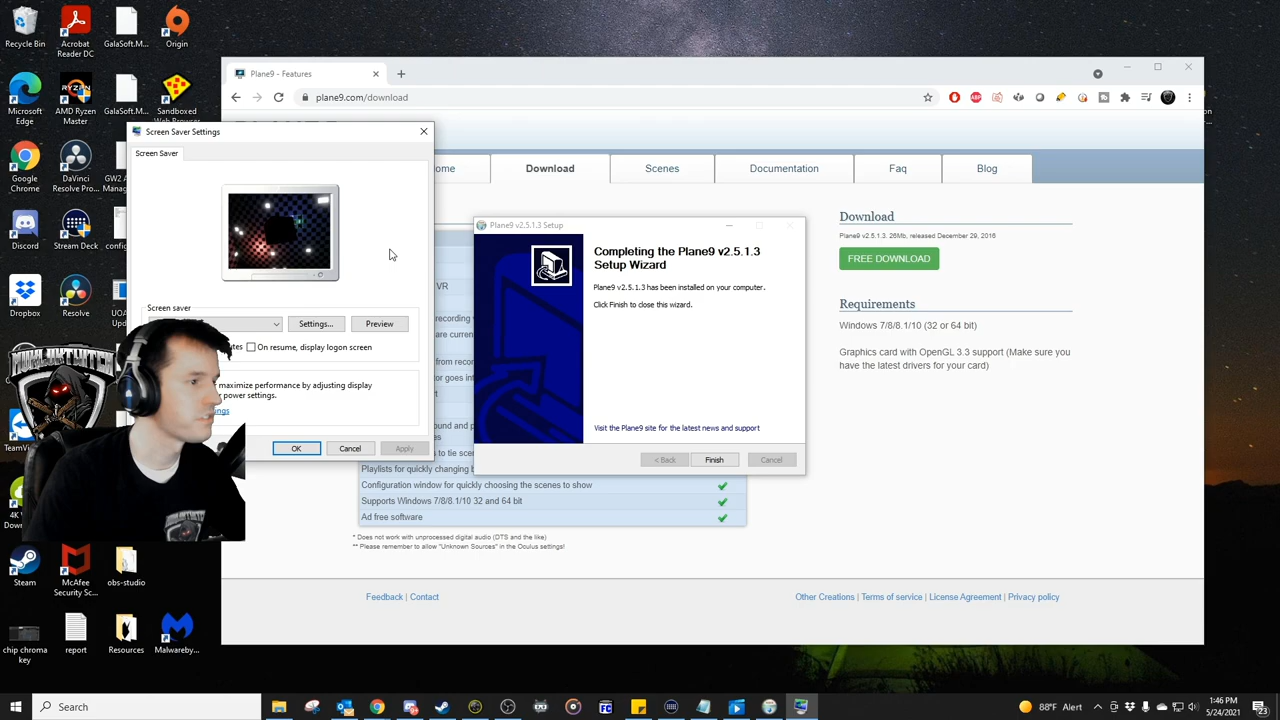 Recycle Bin
Acrobat
Reader DC
GalaSoft.M...
Origin
Microsoft
Edge
AMD Ryzen
Master
GalaSoft.M...
Sandboxed
Web Browser
Google
Chrome
DaVinci
Resolve Pro...
GW2
Discord
Stream Deck
Dropbox
Resolve
TeamV
Steam
McAfee
Security Sc...
obs-studio
chip chroma
key
report
Resources
Malwareby...
Plane9 - Features
plane9.com/download
ome
Download
Scenes
Documentation
Faq
Blog
Screen Saver Settings
Screen Saver
Screen saver
Settings...
Preview
utes
On resume, display logon screen
maximize performance by adjusting display
power settings.
OK
Cancel
Apply
Plane9 v2.5.1.3 Setup
Completing the Plane9 v2.5.1.3
Setup Wizard
Plane9 v2.5.1.3 has been installed on your computer.
Click Finish to close this wizard.
Visit the Plane9 site for the latest news and support
< Back
Finish
Cancel
VR
Playlists for quickly changing b
Configuration window for quickly choosing the scenes to show
Supports Windows 7/8/8.1/10 32 and 64 bit
Ad free software
* Does not work with unprocessed digital audio (DTS and the like)
** Please remember to allow "Unknown Sources" in the Oculus settings!
Download
Plane9 v2.5.1.3. 26Mb, released December 29, 2016
FREE DOWNLOAD
Requirements
Windows 7/8/8.1/10 (32 or 64 bit)
Graphics card with OpenGL 3.3 support (Make sure you
have the latest drivers for your card)
Feedback | Contact
Other Creations | Terms of service | License Agreement | Privacy policy
Search
88°F Alert
1:46 PM
5/24/2021
23